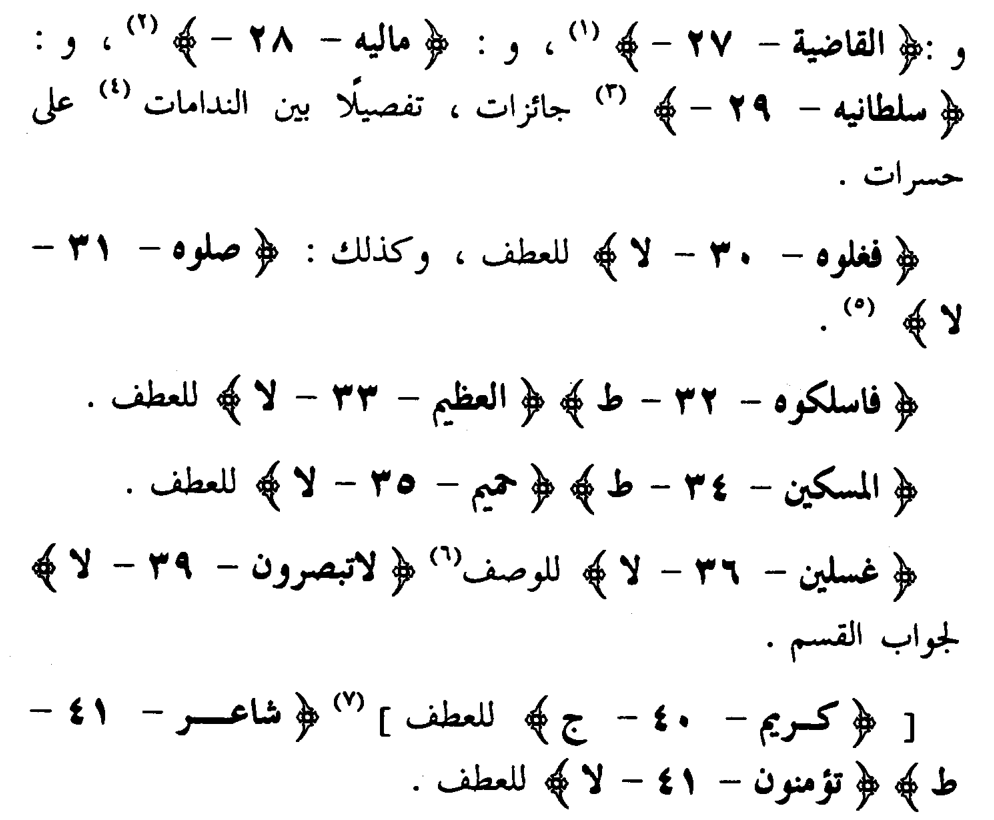 و : ﴿ القاضية – ٢٧ – ﴾ (١) ، و : ﴿ ماليه – ٢٨ – ﴾ (٢) ، و :
﴿ سلطانيه – ٢٩ – ﴾ (٣) جائزات ، تفصيلًا بين الندامات (٤) على
حسرات .
﴿ فغلوه – ٣٠ – لا ﴾ للعطف ، وكذلك : ﴿ صلوه – ٣١ –
لا ﴾ (٥) .
﴿ فاسلكوه – ٣٢ – ط ﴾ ﴿ العظيم – ٣٣ – لا ﴾ للعطف .
﴿ المسكين – ٣٤ – ط ﴾ ﴿ حميم – ٣٥ – لا ﴾ للعطف .
﴿ غسلين – ٣٦ – لا ﴾ للوصف (٦) ﴿ لاتبصرون – ٣٩ – لا ﴾
لجواب القسم .
[ ﴿ كـريم – ٤٠ – ج ﴾ للعطف ] (٧) ﴿ شاعـــر – ٤١ –
ط ﴾ ﴿ تؤمنون – ٤١ – لا ﴾ للعطف .